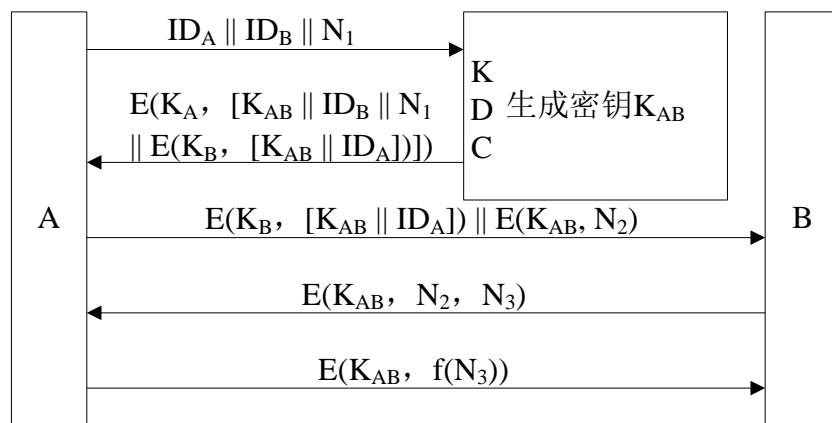 ID_A || ID_B || N_1
E(K_A，[K_AB || ID_B || N_1
|| E(K_B，[K_AB || ID_A])])
K
D
C
生成密钥K_AB
A
E(K_B，[K_AB || ID_A]) || E(K_AB, N_2)
B
E(K_AB，N_2，N_3)
E(K_AB，f(N_3))